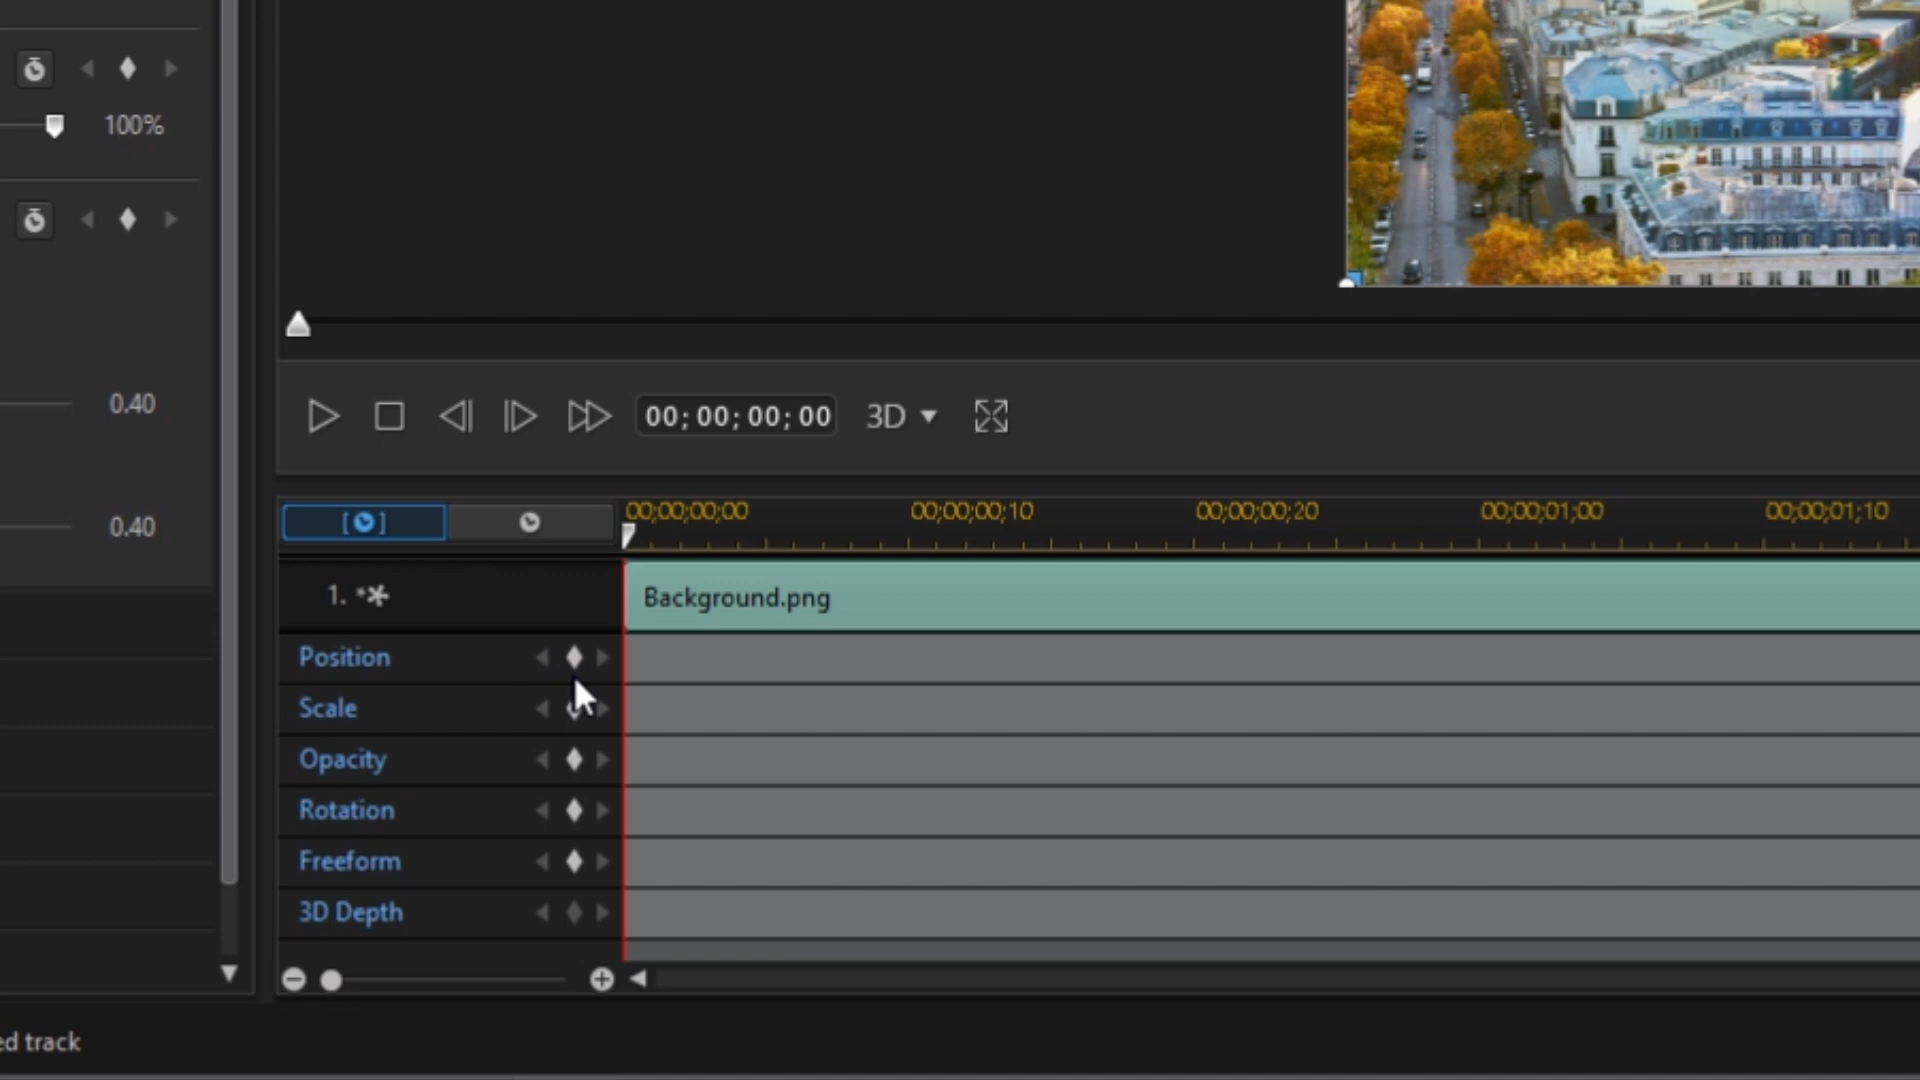 100%
0.40
00; 00; 00; 00
3D
0.40
00;00;00;00
00;00;00;10
00;00;00;20
00;00;01;00
00;00;01;10
1.
Background.png
Position
Scale
Opacity
Rotation
Freeform
3D Depth
ed track